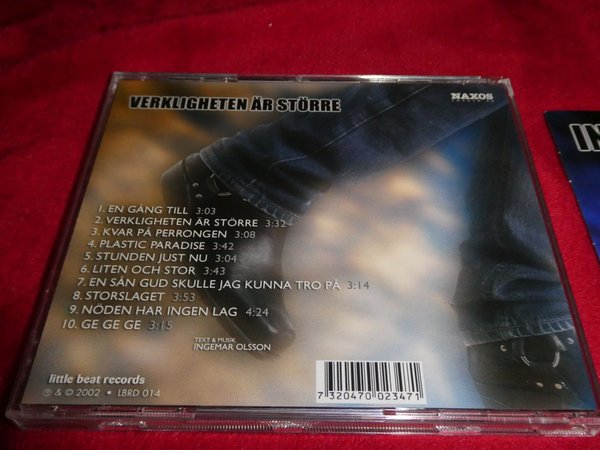 VERKLIGHETEN ÄR STÖRRE
NAXOS
IN
1. EN GÅNG TILL 3:03
2. VERKLIGHETEN ÄR STÖRRE 3:32
3. KVAR PÅ PERRONGEN 3:08
4. PLASTIC PARADISE 3:42
5. STUNDEN JUST NU 3:04
6. LITEN OCH STOR 3:43
7. EN SÅN GUD SKULLE JAG KUNNA TRO PÅ 3:14
8. STORSLAGET 3:53
9. NÖDEN HAR INGEN LAG 4:24
10. GE GE GE 3:15
TEXT & MUSIK
INGEMAR OLSSON
little beat records
℗ & © 2002 • LBRD 014
7 320470 023471